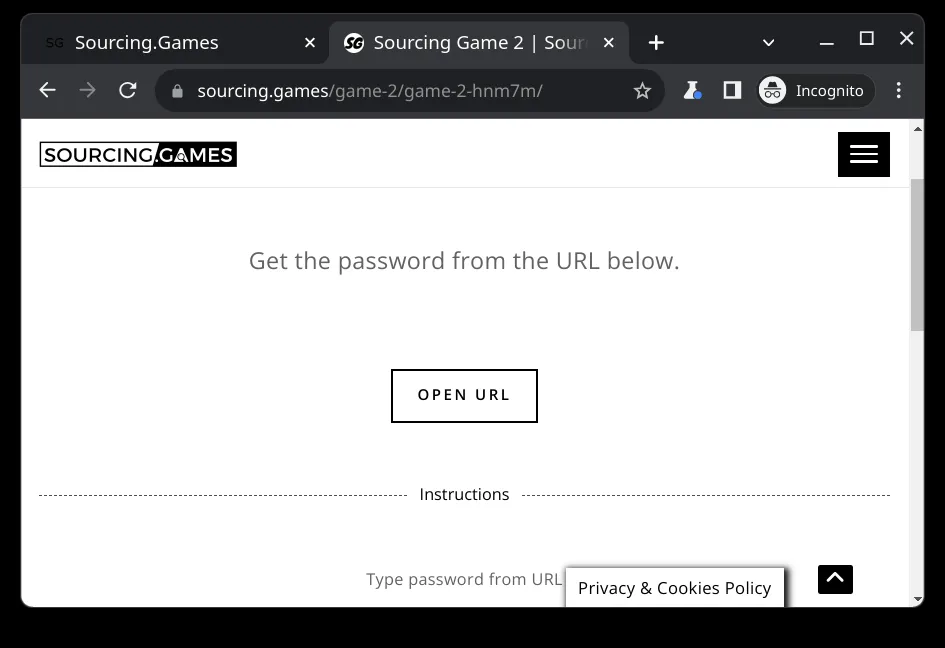 SG Sourcing.Games
SG Sourcing Game 2 | Sour
sourcing.games/game-2/game-2-hnm7m/
Incognito
SOURCING.GAMES
Get the password from the URL below.
OPEN URL
Instructions
Type password from URL
Privacy & Cookies Policy